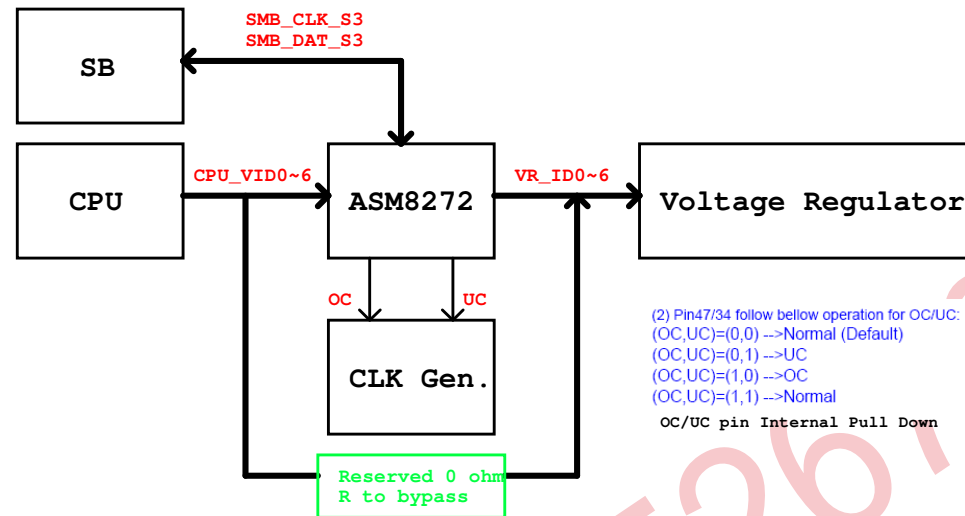 SMB_CLK_S3
SMB_DAT_S3
SB
CPU
CPU_VID0~6
ASM8272
VR_ID0~6
Voltage Regulator
OC
UC
CLK Gen.
(2) Pin47/34 follow bellow operation for OC/UC:
(OC,UC)=(0,0) -->Normal (Default)
(OC,UC)=(0,1) -->UC
(OC,UC)=(1,0) -->OC
(OC,UC)=(1,1) -->Normal
OC/UC pin Internal Pull Down
Reserved 0 ohm
R to bypass